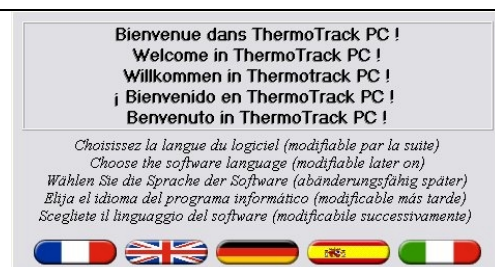 Bienvenue dans ThermoTrack PC !
Welcome in ThermoTrack PC !
Willkommen in Thermotrack PC !
¡ Bienvenido en ThermoTrack PC !
Benvenuto in ThermoTrack PC !
Choisissez la langue du logiciel (modifiable par la suite)
Choose the software language (modifiable later on)
Wählen Sie die Sprache der Software (abänderungsfähig später)
Elija el idioma del programa informático (modificable más tarde)
Scegliete il linguaggio del software (modificabile successivamente)